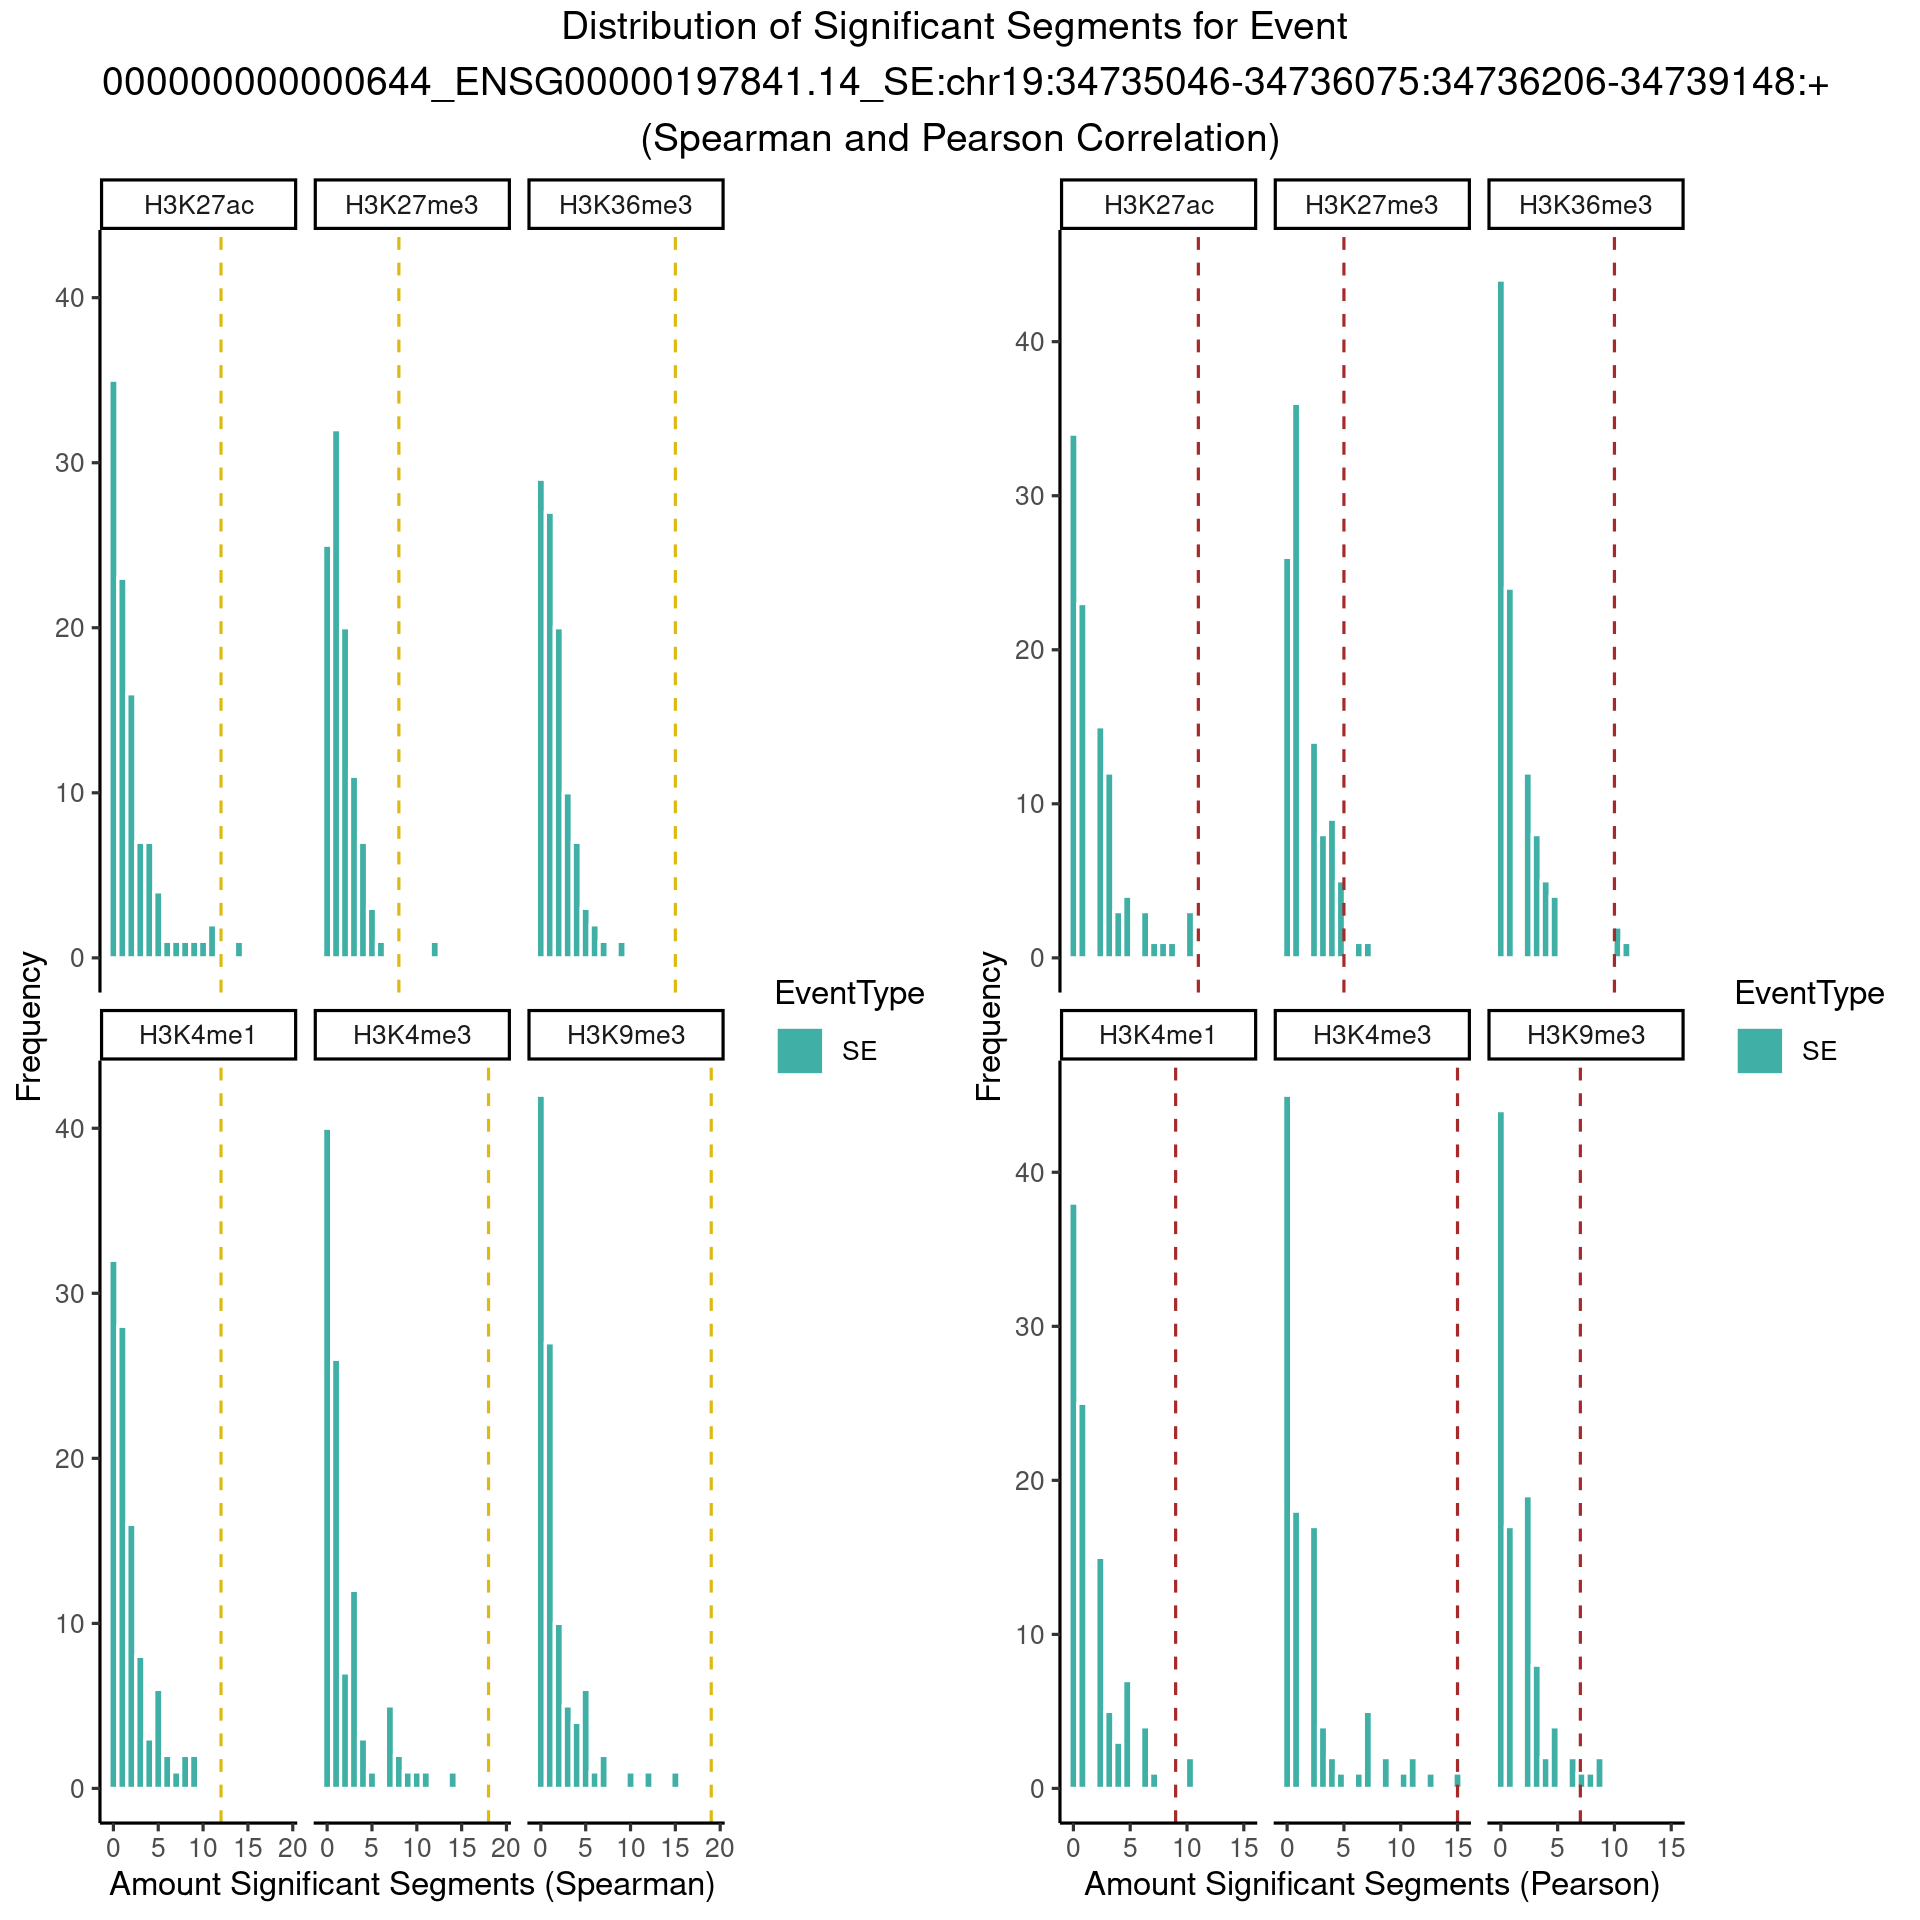 Distribution of Significant Segments for Event
000000000000644_ENSG00000197841.14_SE:chr19:34735046-34736075:34736206-34739148:+
(Spearman and Pearson Correlation)
H3K27ac H3K27me3 H3K36me3
40
30
20
10
0
H3K4me1 H3K4me3 H3K9me3
40
30
20
10
0
0 5 10 15 20 0 5 10 15 20 0 5 10 15 20
Frequency
Amount Significant Segments (Spearman)
EventType
SE
H3K27ac H3K27me3 H3K36me3
40
30
20
10
0
H3K4me1 H3K4me3 H3K9me3
40
30
20
10
0
0 5 10 15 0 5 10 15 0 5 10 15
Frequency
Amount Significant Segments (Pearson)
EventType
SE